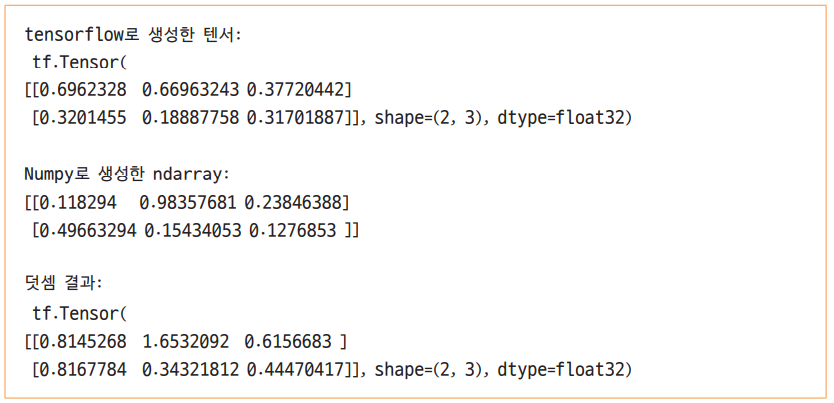 tensorflow로 생성한 텐서:
tf.Tensor(
[[0.6962328 0.66963243 0.37720442]
[0.3201455 0.18887758 0.31701887]], shape=(2, 3), dtype=float32)
Numpy로 생성한 ndarray:
[[0.118294 0.98357681 0.23846388]
[0.49663294 0.15434053 0.1276853 ]]
덧셈 결과:
tf.Tensor(
[[0.8145268 1.6532092 0.6156683 ]
[0.8167784 0.34321812 0.44470417]], shape=(2, 3), dtype=float32)